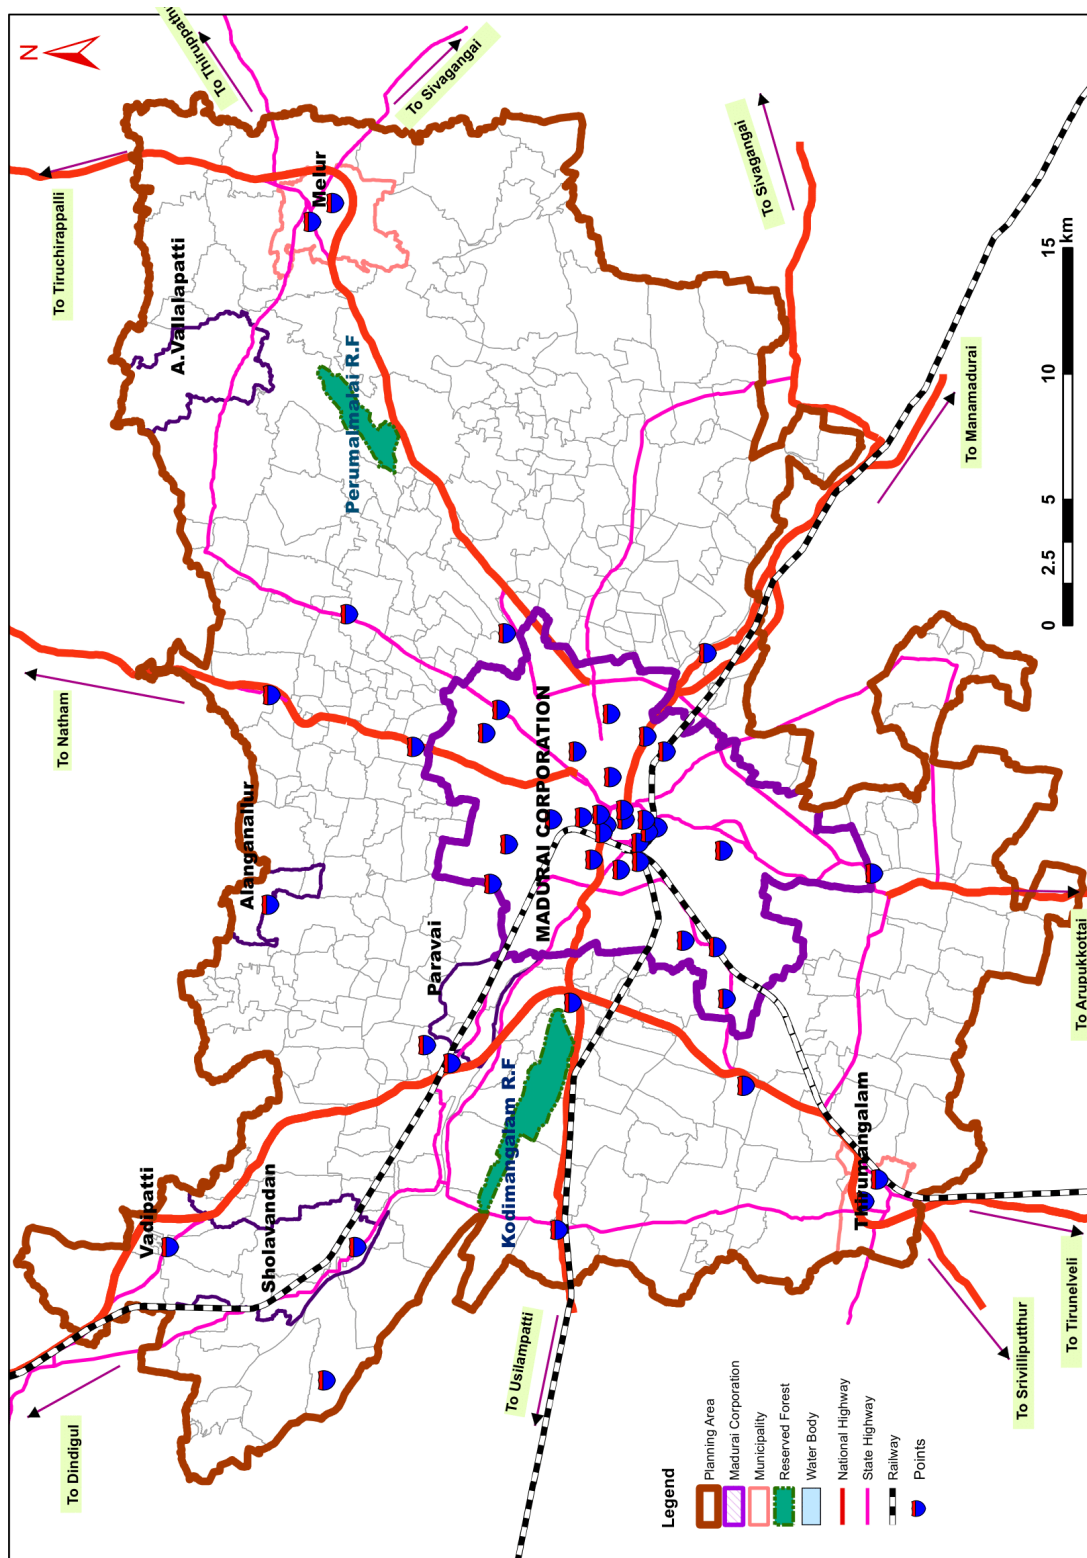 N
To Thiruppathi
To Sivagangai
To Tiruchirappalli
Melur
A.Vallalapatti
To Sivagangai
Perumalmalai R.F
To Natham
To Manamadurai
Alanganallur
MADURAI CORPORATION
Paravai
Kodimangalam R.F
Vadipatti
Sholavandan
Thirumangalam
To Arupukkottai
To Dindigul
To Usilampatti
To Srivilliputthur
To Tirunelveli
0 2.5 5 10 15 km
Legend
Planning Area
Madurai Corporation
Municipality
Reserved Forest
Water Body
National Highway
State Highway
Railway
Points